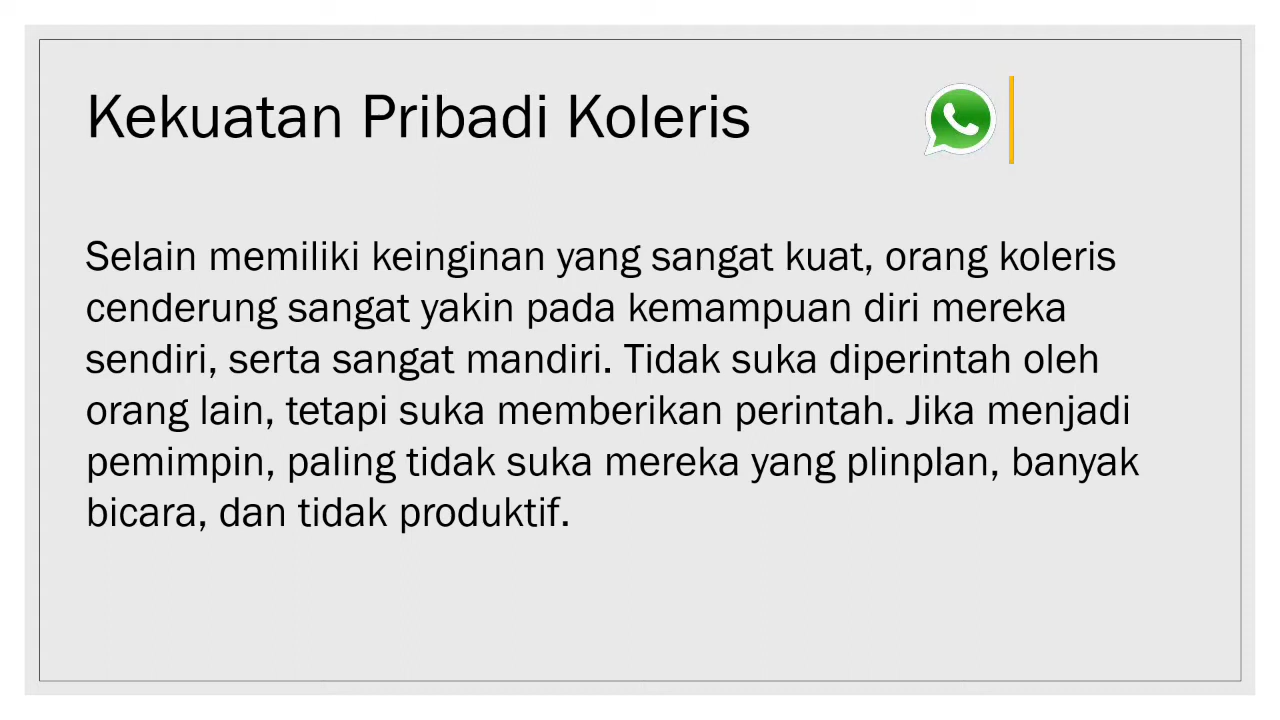 Kekuatan Pribadi Koleris
Selain memiliki keinginan yang sangat kuat, orang koleris
cenderung sangat yakin pada kemampuan diri mereka
sendiri, serta sangat mandiri. Tidak suka diperintah oleh
orang lain, tetapi suka memberikan perintah. Jika menjadi
pemimpin, paling tidak suka mereka yang plinplan, banyak
bicara, dan tidak produktif.